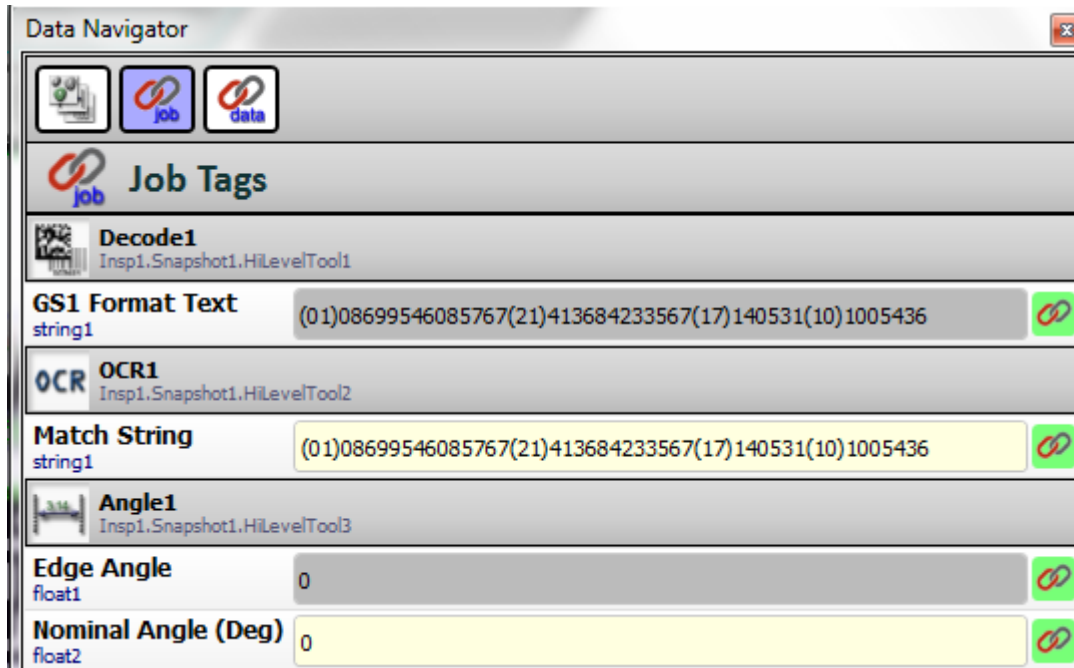 Data Navigator
job
data
job
Job Tags
Decode1
Insp1.Snapshot1.HiLevelTool1
GS1 Format Text
string1
(01)08699546085767(21)413684233567(17)140531(10)1005436
OCR
OCR1
Insp1.Snapshot1.HiLevelTool2
Match String
string1
(01)08699546085767(21)413684233567(17)140531(10)1005436
Angle1
Insp1.Snapshot1.HiLevelTool3
Edge Angle
float1
0
Nominal Angle (Deg)
float2
0